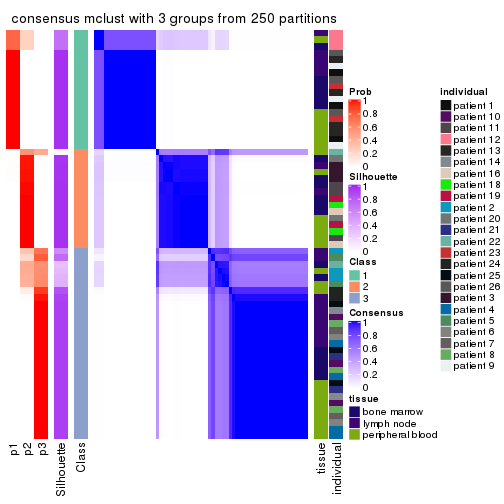 consensus mclust with 3 groups from 250 partitions
Prob
1
0.8
0.6
0.4
0.2
0
Silhouette
1
0.8
0.6
0.4
0.2
0
Class
1
2
3
Consensus
1
0.8
0.6
0.4
0.2
0
tissue
bone marrow
lymph node
peripheral blood
individual
patient 1
patient 10
patient 11
patient 12
patient 13
patient 14
patient 16
patient 18
patient 19
patient 2
patient 20
patient 21
patient 22
patient 23
patient 24
patient 25
patient 26
patient 3
patient 4
patient 5
patient 6
patient 7
patient 8
patient 9
p1
p2
p3
Silhouette
Class
tissue
individual